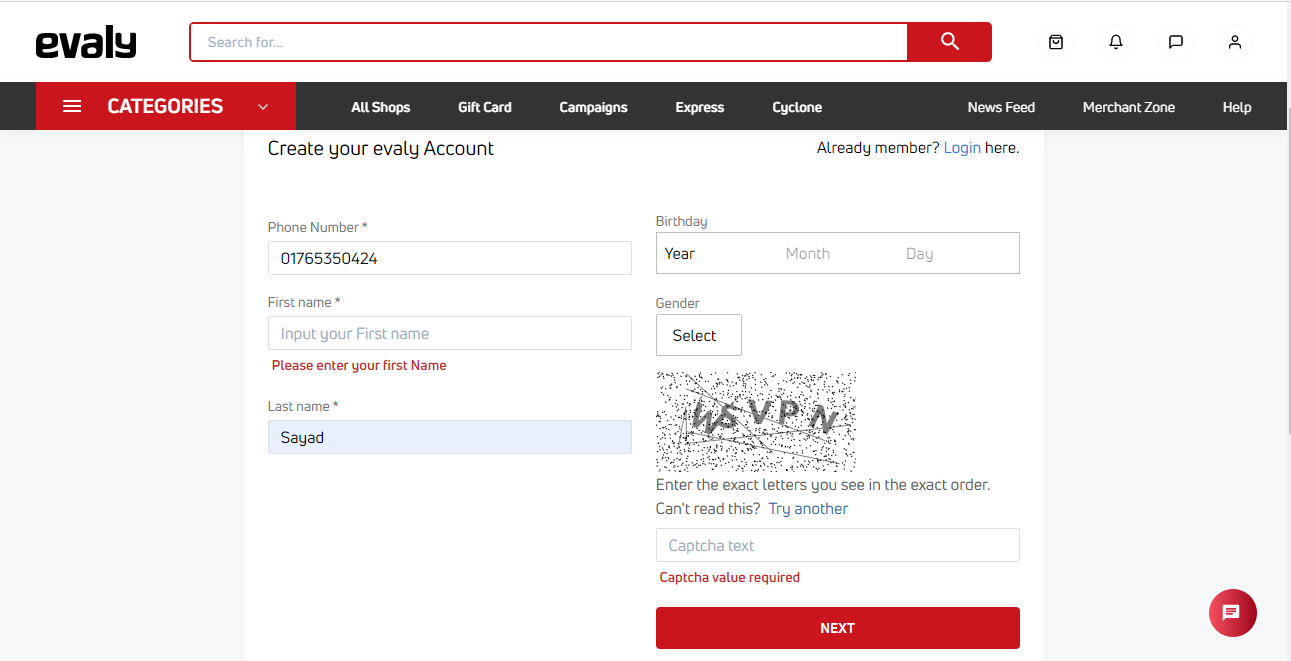 evaly
Search for...
CATEGORIES All Shops Gift Card Campaigns Express Cyclone News Feed Merchant Zone Help
Create your evaly Account
Already member? Login here.
Phone Number *
01765350424
First name *
Input your First name
Please enter your first Name
Last name *
Sayad
Birthday
Year Month Day
Gender
Select
Enter the exact letters you see in the exact order.
Can't read this? Try another
Captcha text
Captcha value required
NEXT